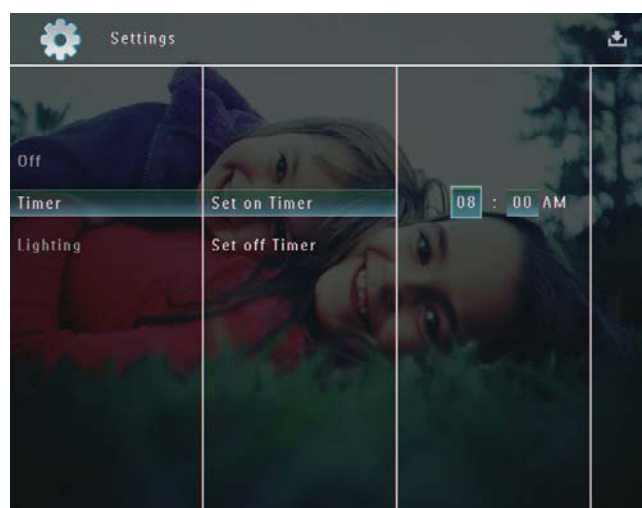 Settings
Off
Timer
Set on Timer
08 : 00 AM
Lighting
Set off Timer